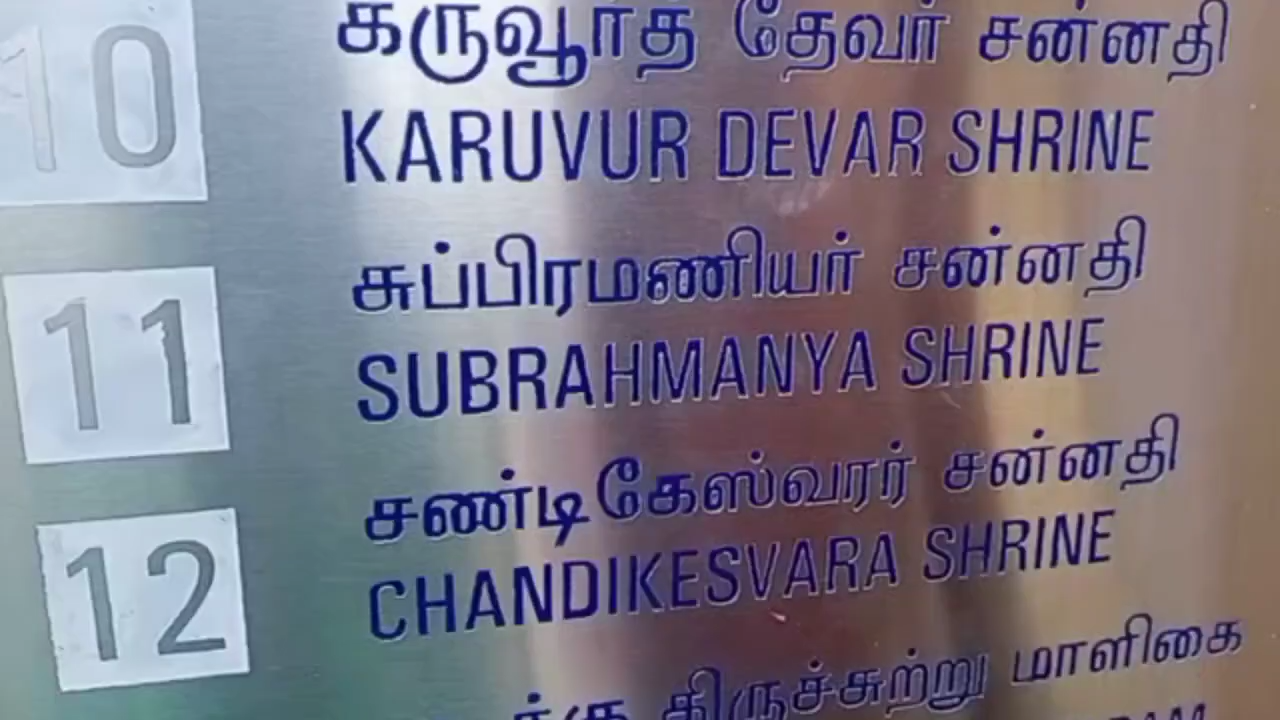 10
கருவூர்த் தேவர் சன்னதி
KARUVUR DEVAR SHRINE
11
சுப்பிரமணியர் சன்னதி
SUBRAHMANYA SHRINE
12
சண்டிகேஸ்வரர் சன்னதி
CHANDIKESVARA SHRINE
திருச்சுற்று மாளிகை